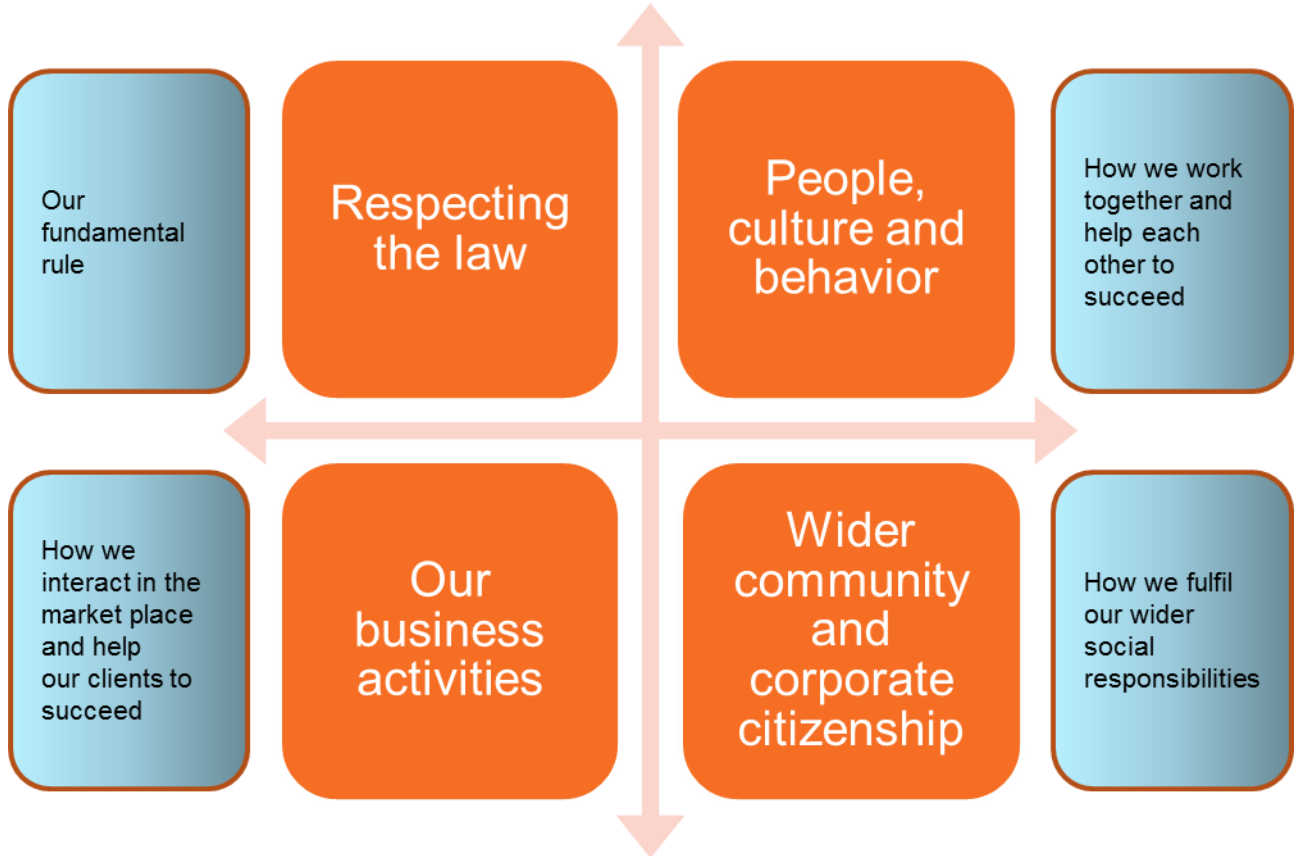 Our
fundamental
rule
Respecting
the law
People,
culture and
behavior
How we work
together and
help each
other to
succeed
How we
interact in the
market place
and help
our clients to
succeed
Our
business
activities
Wider
community
and
corporate
citizenship
How we fulfil
our wider
social
responsibilities